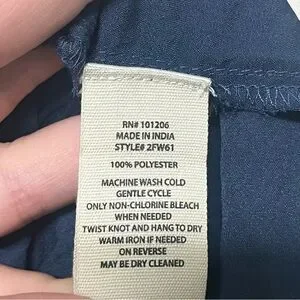 RN# 101206
MADE IN INDIA
STYLE# 2FW61
100% POLYESTER
MACHINE WASH COLD
GENTLE CYCLE
ONLY NON-CHLORINE BLEACH
WHEN NEEDED
TWIST KNOT AND HANG TO DRY
WARM IRON IF NEEDED
ON REVERSE
MAY BE DRY CLEANED